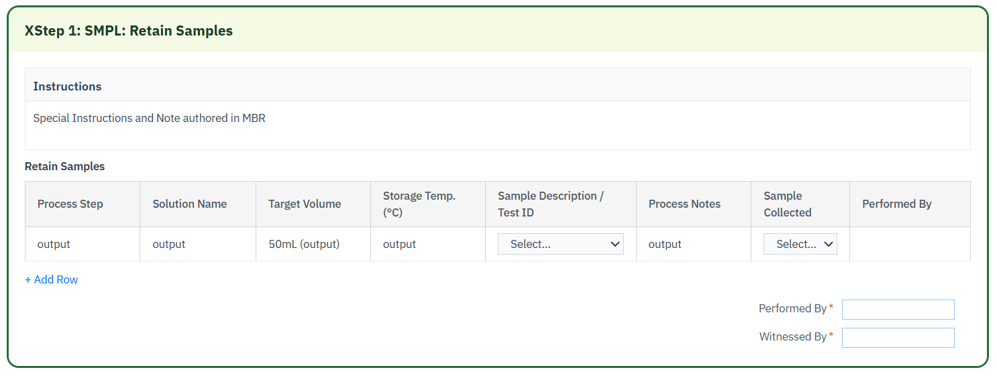 XStep 1: SMPL: Retain Samples
Instructions
Special Instructions and Note authored in MBR
Retain Samples
Process Step Solution Name Target Volume Storage Temp. (°C) Sample Description / Test ID Process Notes Sample Collected Performed By
output output 50mL (output) output Select... output Select...
+ Add Row
Performed By *
Witnessed By *